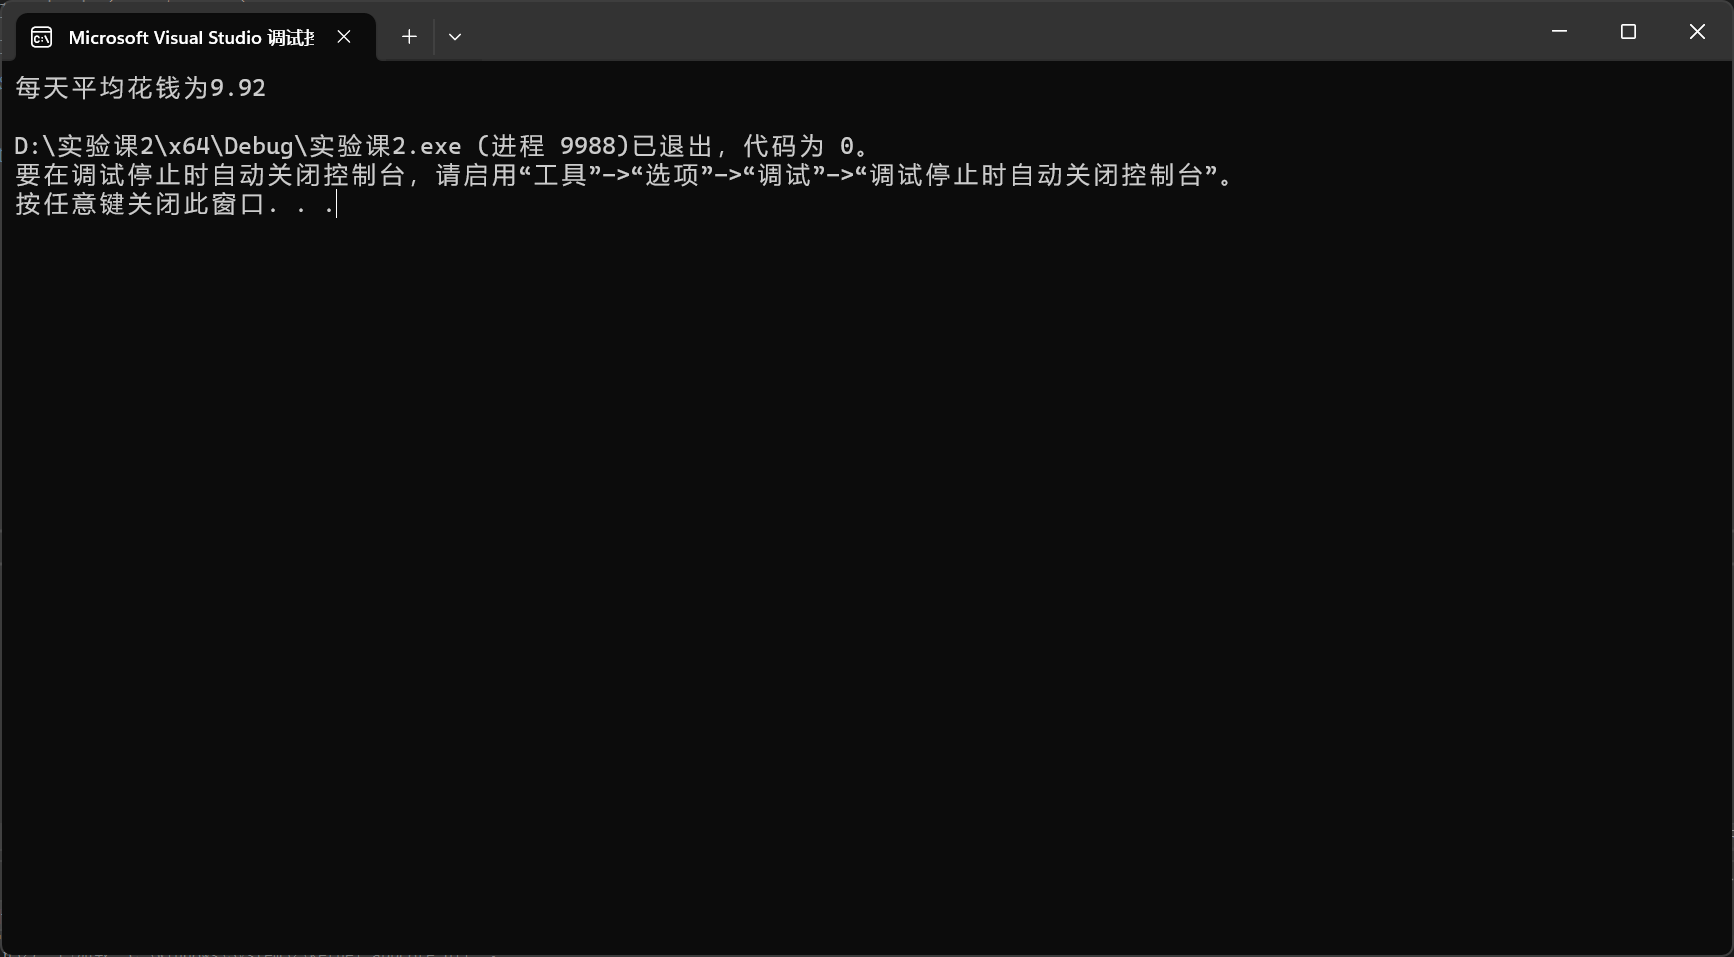 Microsoft Visual Studio 调试
每天平均花钱为9.92
D:\实验课2\x64\Debug\实验课2.exe (进程 9988)已退出，代码为 0。
要在调试停止时自动关闭控制台，请启用“工具”->“选项”->“调试”->“调试停止时自动关闭控制台”。
按任意键关闭此窗口. . .